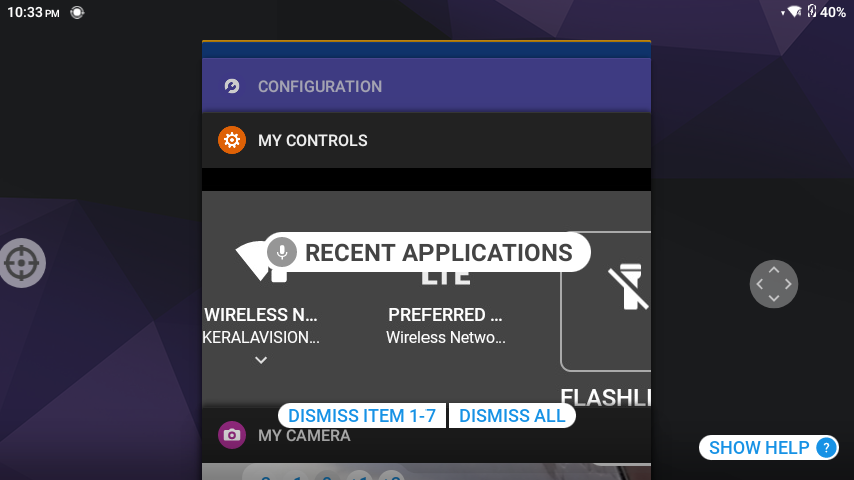 10:33 PM
40%
CONFIGURATION
MY CONTROLS
RECENT APPLICATIONS
LTE
WIRELESS N...
PREFERRED ...
KERALAVISION...
Wireless Netwo...
FLASHLI
DISMISS ITEM 1-7
DISMISS ALL
MY CAMERA
SHOW HELP ?